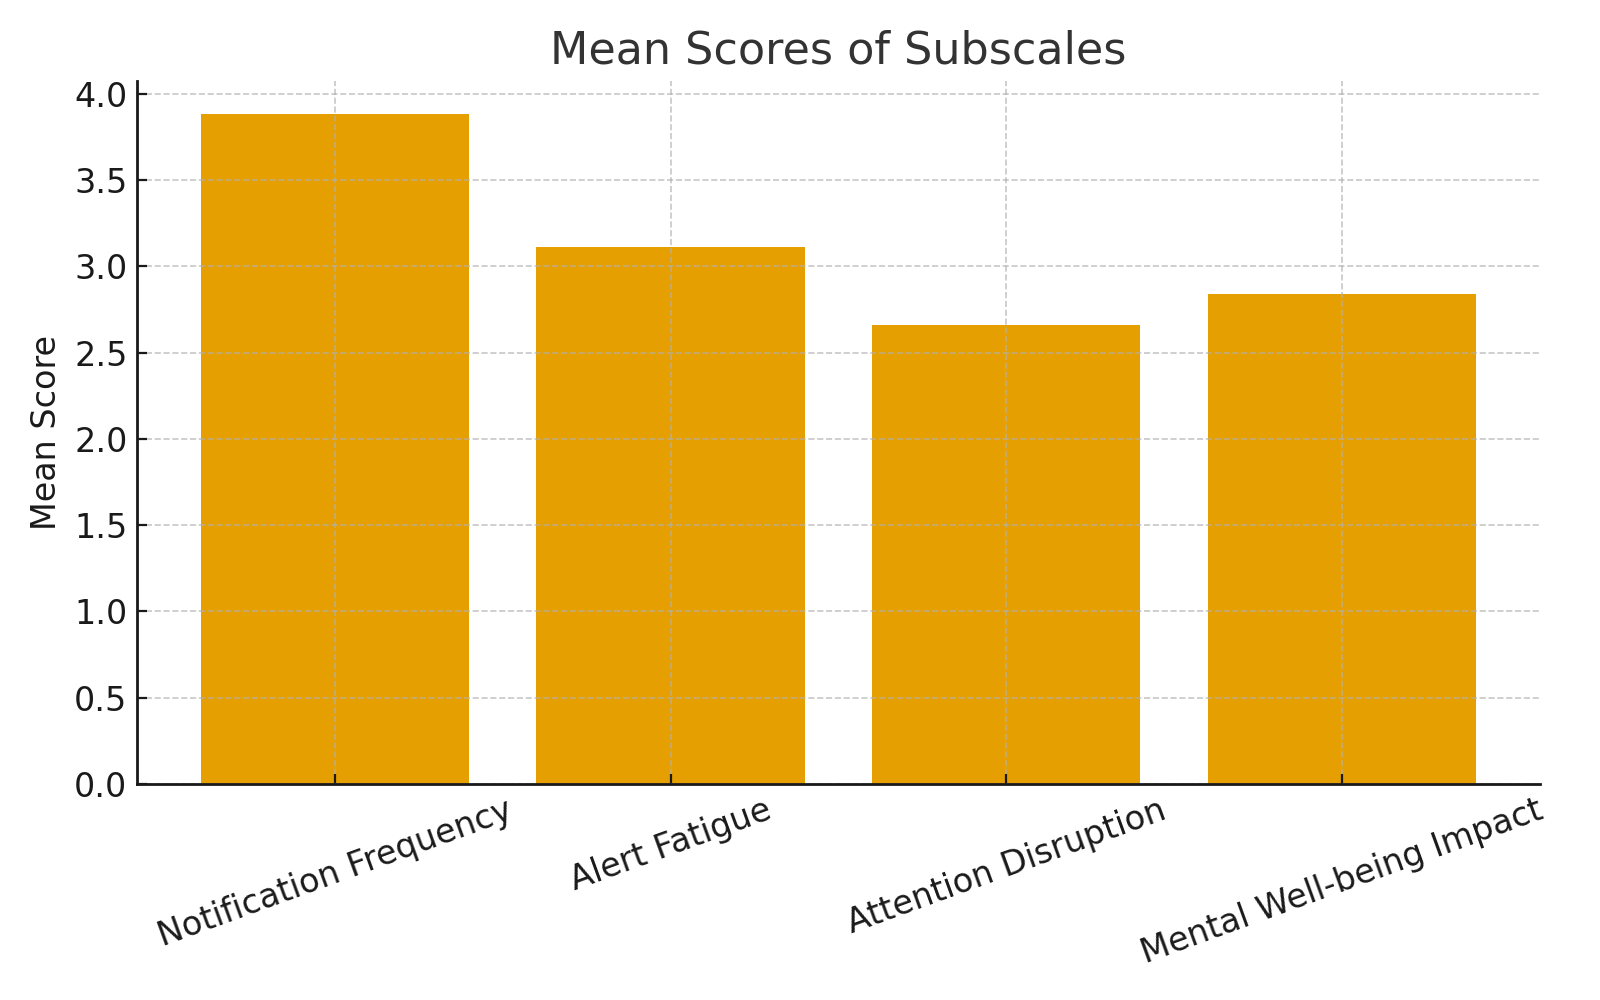 Mean Scores of Subscales
Mean Score
4.0
3.5
3.0
2.5
2.0
1.5
1.0
0.5
0.0
Notification Frequency
Alert Fatigue
Attention Disruption
Mental Well-being Impact